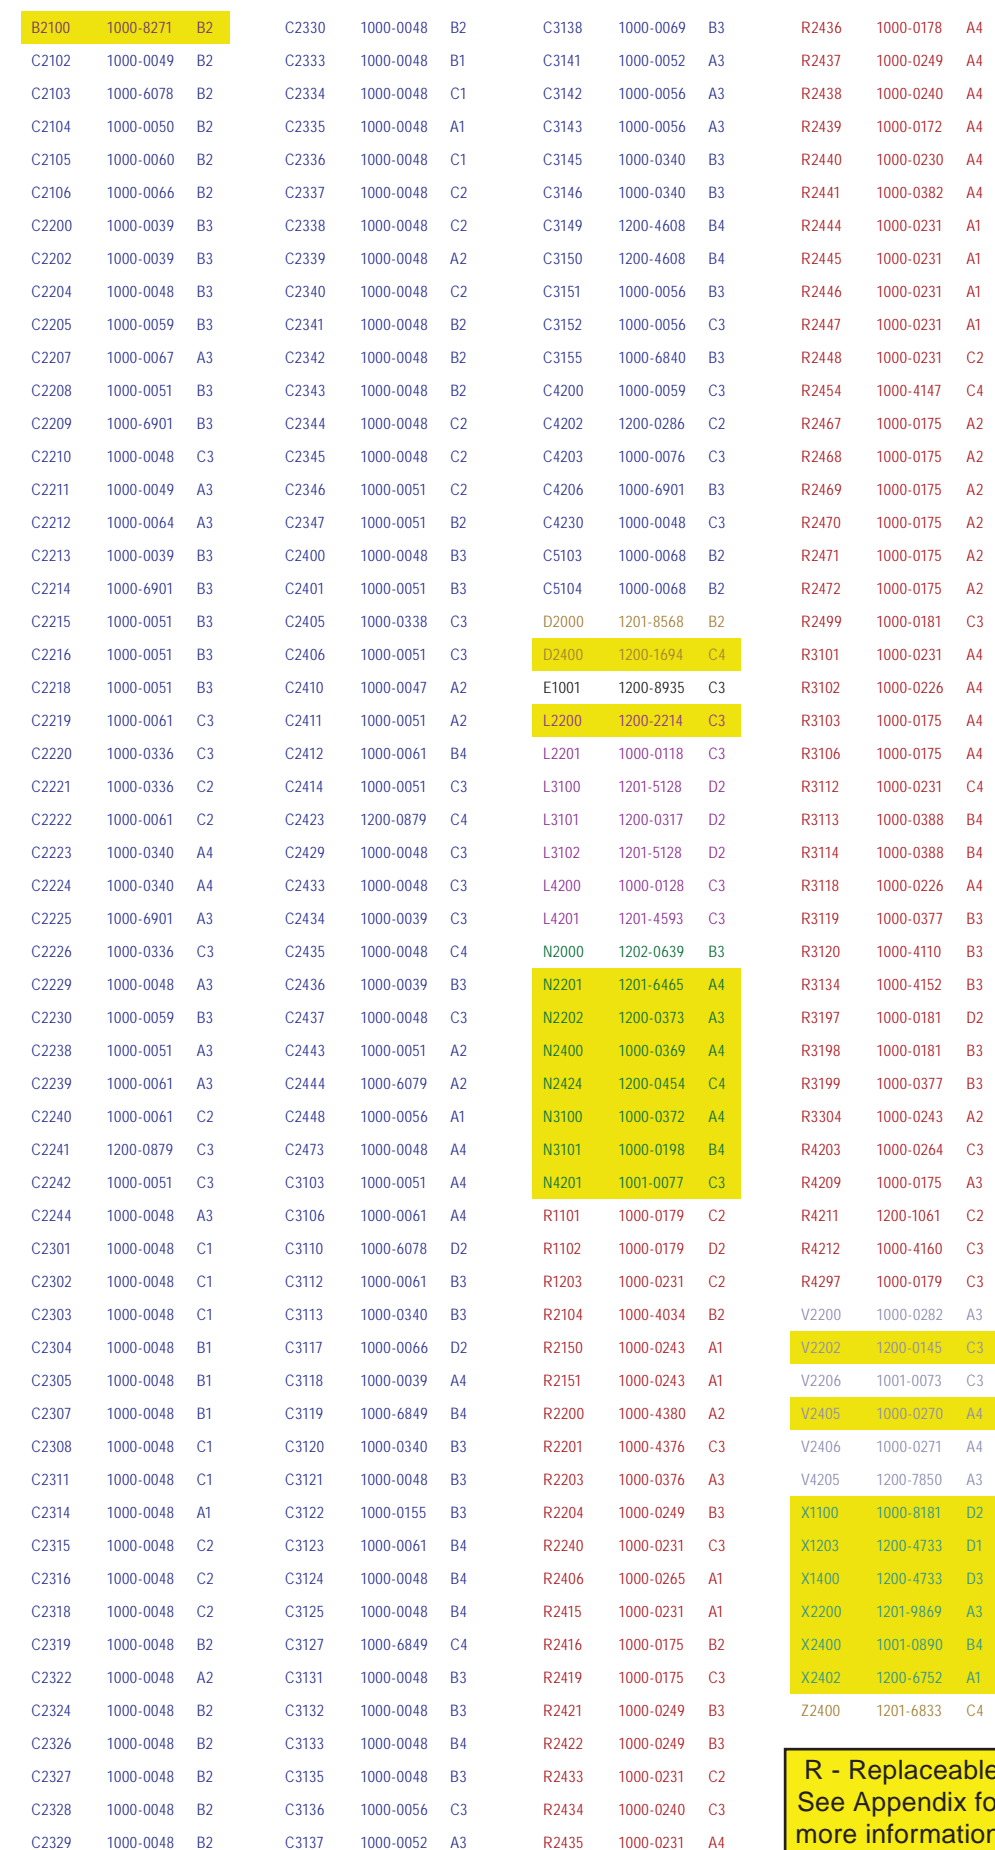 B2100 1000-8271 B2
C2102 1000-0049 B2
C2103 1000-6078 B2
C2104 1000-0050 B2
C2105 1000-0060 B2
C2106 1000-0066 B2
C2200 1000-0039 B3
C2202 1000-0039 B3
C2204 1000-0048 B3
C2205 1000-0059 B3
C2207 1000-0067 A3
C2208 1000-0051 B3
C2209 1000-6901 B3
C2210 1000-0048 C3
C2211 1000-0049 A3
C2212 1000-0064 A3
C2213 1000-0039 B3
C2214 1000-6901 B3
C2215 1000-0051 B3
C2216 1000-0051 B3
C2218 1000-0051 B3
C2219 1000-0061 C3
C2220 1000-0336 C3
C2221 1000-0336 C2
C2222 1000-0061 C2
C2223 1000-0340 A4
C2224 1000-0340 A4
C2225 1000-6901 A3
C2226 1000-0336 C3
C2229 1000-0048 A3
C2230 1000-0059 B3
C2238 1000-0051 A3
C2239 1000-0061 A3
C2240 1000-0061 C2
C2241 1200-0879 C3
C2242 1000-0051 C3
C2244 1000-0048 A3
C2301 1000-0048 C1
C2302 1000-0048 C1
C2303 1000-0048 C1
C2304 1000-0048 B1
C2305 1000-0048 B1
C2307 1000-0048 B1
C2308 1000-0048 C1
C2311 1000-0048 C1
C2314 1000-0048 A1
C2315 1000-0048 C2
C2316 1000-0048 C2
C2318 1000-0048 C2
C2319 1000-0048 B2
C2322 1000-0048 A2
C2324 1000-0048 B2
C2326 1000-0048 B2
C2327 1000-0048 B2
C2328 1000-0048 B2
C2329 1000-0048 B2
C2330 1000-0048 B2
C2333 1000-0048 B1
C2334 1000-0048 C1
C2335 1000-0048 A1
C2336 1000-0048 C1
C2337 1000-0048 C2
C2338 1000-0048 C2
C2339 1000-0048 A2
C2340 1000-0048 C2
C2341 1000-0048 B2
C2342 1000-0048 B2
C2343 1000-0048 B2
C2344 1000-0048 C2
C2345 1000-0048 C2
C2346 1000-0051 C2
C2347 1000-0051 B2
C2400 1000-0048 B3
C2401 1000-0051 B3
C2405 1000-0338 C3
C2406 1000-0051 C3
C2410 1000-0047 A2
C2411 1000-0051 A2
C2412 1000-0061 B4
C2414 1000-0051 C3
C2423 1200-0879 C4
C2429 1000-0048 C3
C2433 1000-0048 C3
C2434 1000-0039 C3
C2435 1000-0048 C4
C2436 1000-0039 B3
C2437 1000-0048 C3
C2443 1000-0051 A2
C2444 1000-6079 A2
C2448 1000-0056 A1
C2473 1000-0048 A4
C3103 1000-0051 A4
C3106 1000-0061 A4
C3110 1000-6078 D2
C3112 1000-0061 B3
C3113 1000-0340 B3
C3117 1000-0066 D2
C3118 1000-0039 A4
C3119 1000-6849 B4
C3120 1000-0340 B3
C3121 1000-0048 B3
C3122 1000-0155 B3
C3123 1000-0061 B4
C3124 1000-0048 B4
C3125 1000-0048 B4
C3127 1000-6849 C4
C3131 1000-0048 B3
C3132 1000-0048 B3
C3133 1000-0048 B4
C3135 1000-0048 B3
C3136 1000-0056 C3
C3137 1000-0052 A3
C3138 1000-0069 B3
C3141 1000-0052 A3
C3142 1000-0056 A3
C3143 1000-0056 A3
C3145 1000-0340 B3
C3146 1000-0340 B3
C3149 1200-4608 B4
C3150 1200-4608 B4
C3151 1000-0056 B3
C3152 1000-0056 C3
C3155 1000-6840 B3
C4200 1000-0059 C3
C4202 1200-0286 C2
C4203 1000-0076 C3
C4206 1000-6901 B3
C4230 1000-0048 C3
C5103 1000-0068 B2
C5104 1000-0068 B2
D2000 1201-8568 B2
D2400 1200-1694 C4
E1001 1200-8935 C3
L2200 1200-2214 C3
L2201 1000-0118 C3
L3100 1201-5128 D2
L3101 1200-0317 D2
L3102 1201-5128 D2
L4200 1000-0128 C3
L4201 1201-4593 C3
N2000 1202-0639 B3
N2201 1201-6465 A4
N2202 1200-0373 A3
N2400 1000-0369 A4
N2424 1200-0454 C4
N3100 1000-0372 A4
N3101 1000-0198 B4
N4201 1001-0077 C3
R1101 1000-0179 C2
R1102 1000-0179 D2
R1203 1000-0231 C2
R2104 1000-4034 B2
R2150 1000-0243 A1
R2151 1000-0243 A1
R2200 1000-4380 A2
R2201 1000-4376 C3
R2203 1000-0376 A3
R2204 1000-0249 B3
R2240 1000-0231 C3
R2406 1000-0265 A1
R2415 1000-0231 A1
R2416 1000-0175 B2
R2419 1000-0175 C3
R2421 1000-0249 B3
R2422 1000-0249 B3
R2433 1000-0231 C2
R2434 1000-0240 C3
R2435 1000-0231 A4
R2436 1000-0178 A4
R2437 1000-0249 A4
R2438 1000-0240 A4
R2439 1000-0172 A4
R2440 1000-0230 A4
R2441 1000-0382 A4
R2444 1000-0231 A1
R2445 1000-0231 A1
R2446 1000-0231 A1
R2447 1000-0231 A1
R2448 1000-0231 C2
R2454 1000-4147 C4
R2467 1000-0175 A2
R2468 1000-0175 A2
R2469 1000-0175 A2
R2470 1000-0175 A2
R2471 1000-0175 A2
R2472 1000-0175 A2
R2499 1000-0181 C3
R3101 1000-0231 A4
R3102 1000-0226 A4
R3103 1000-0175 A4
R3106 1000-0175 A4
R3112 1000-0231 C4
R3113 1000-0388 B4
R3114 1000-0388 B4
R3118 1000-0226 A4
R3119 1000-0377 B3
R3120 1000-4110 B3
R3134 1000-4152 B3
R3197 1000-0181 D2
R3198 1000-0181 B3
R3199 1000-0377 B3
R3304 1000-0243 A2
R4203 1000-0264 C3
R4209 1000-0175 A3
R4211 1200-1061 C2
R4212 1000-4160 C3
R4297 1000-0179 C3
V2200 1000-0282 A3
V2202 1200-0145 C3
V2206 1001-0073 C3
V2405 1000-0270 A4
V2406 1000-0271 A4
V4205 1200-7850 A3
X1100 1000-8181 D2
X1203 1200-4733 D1
X1400 1200-4733 D3
X2200 1201-9869 A3
X2400 1001-0890 B4
X2402 1200-6752 A1
Z2400 1201-6833 C4
R - Replaceable
See Appendix fo
more information